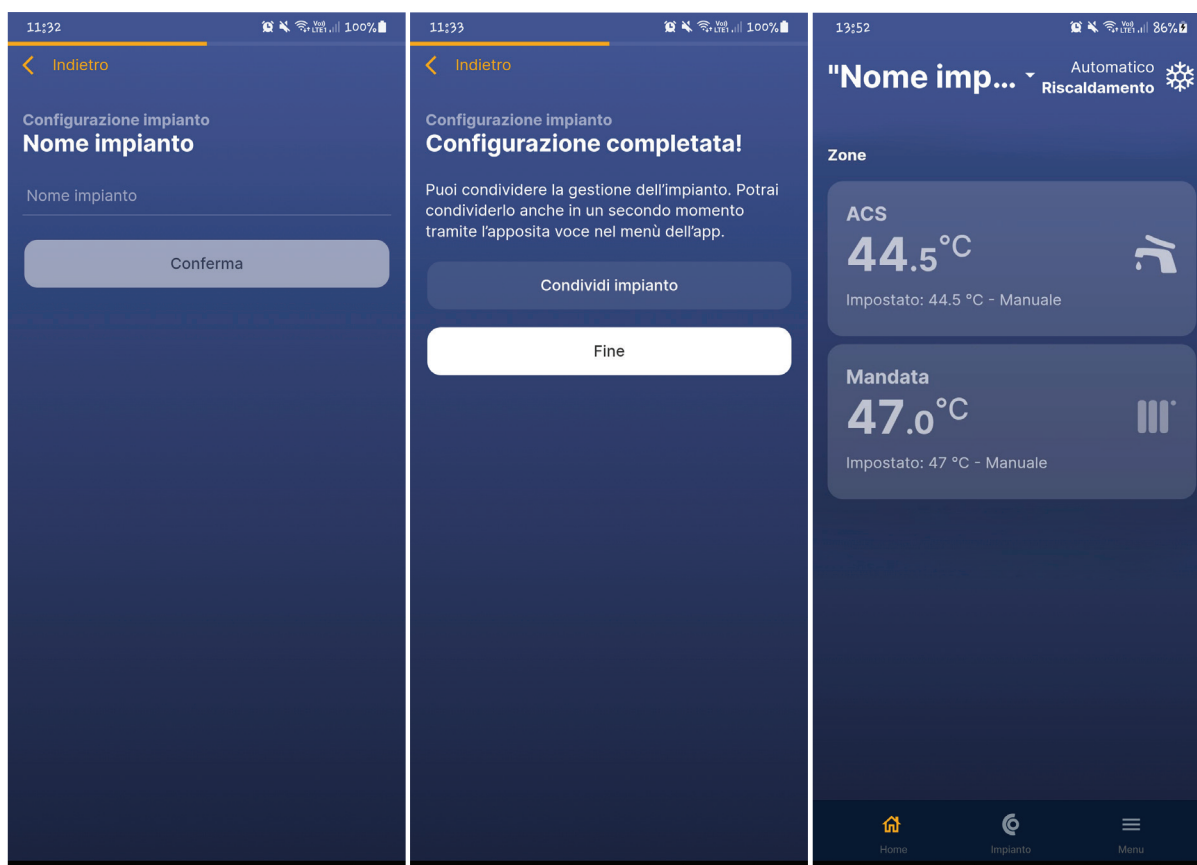 11:32
100%
Indietro
Configurazione impianto
Nome impianto
Nome impianto
Conferma
11:33
100%
Indietro
Configurazione impianto
Configurazione completata!
Puoi condividere la gestione dell'impianto. Potrai
condividerlo anche in un secondo momento
tramite l'apposita voce nel menù dell'app.
Condividi impianto
Fine
13:52
86%
"Nome imp...
Automatico
Riscaldamento
Zone
ACS
44.5°C
Impostato: 44.5 °C - Manuale
Mandata
47.0°C
Impostato: 47 °C - Manuale
Home
Impianto
Menu